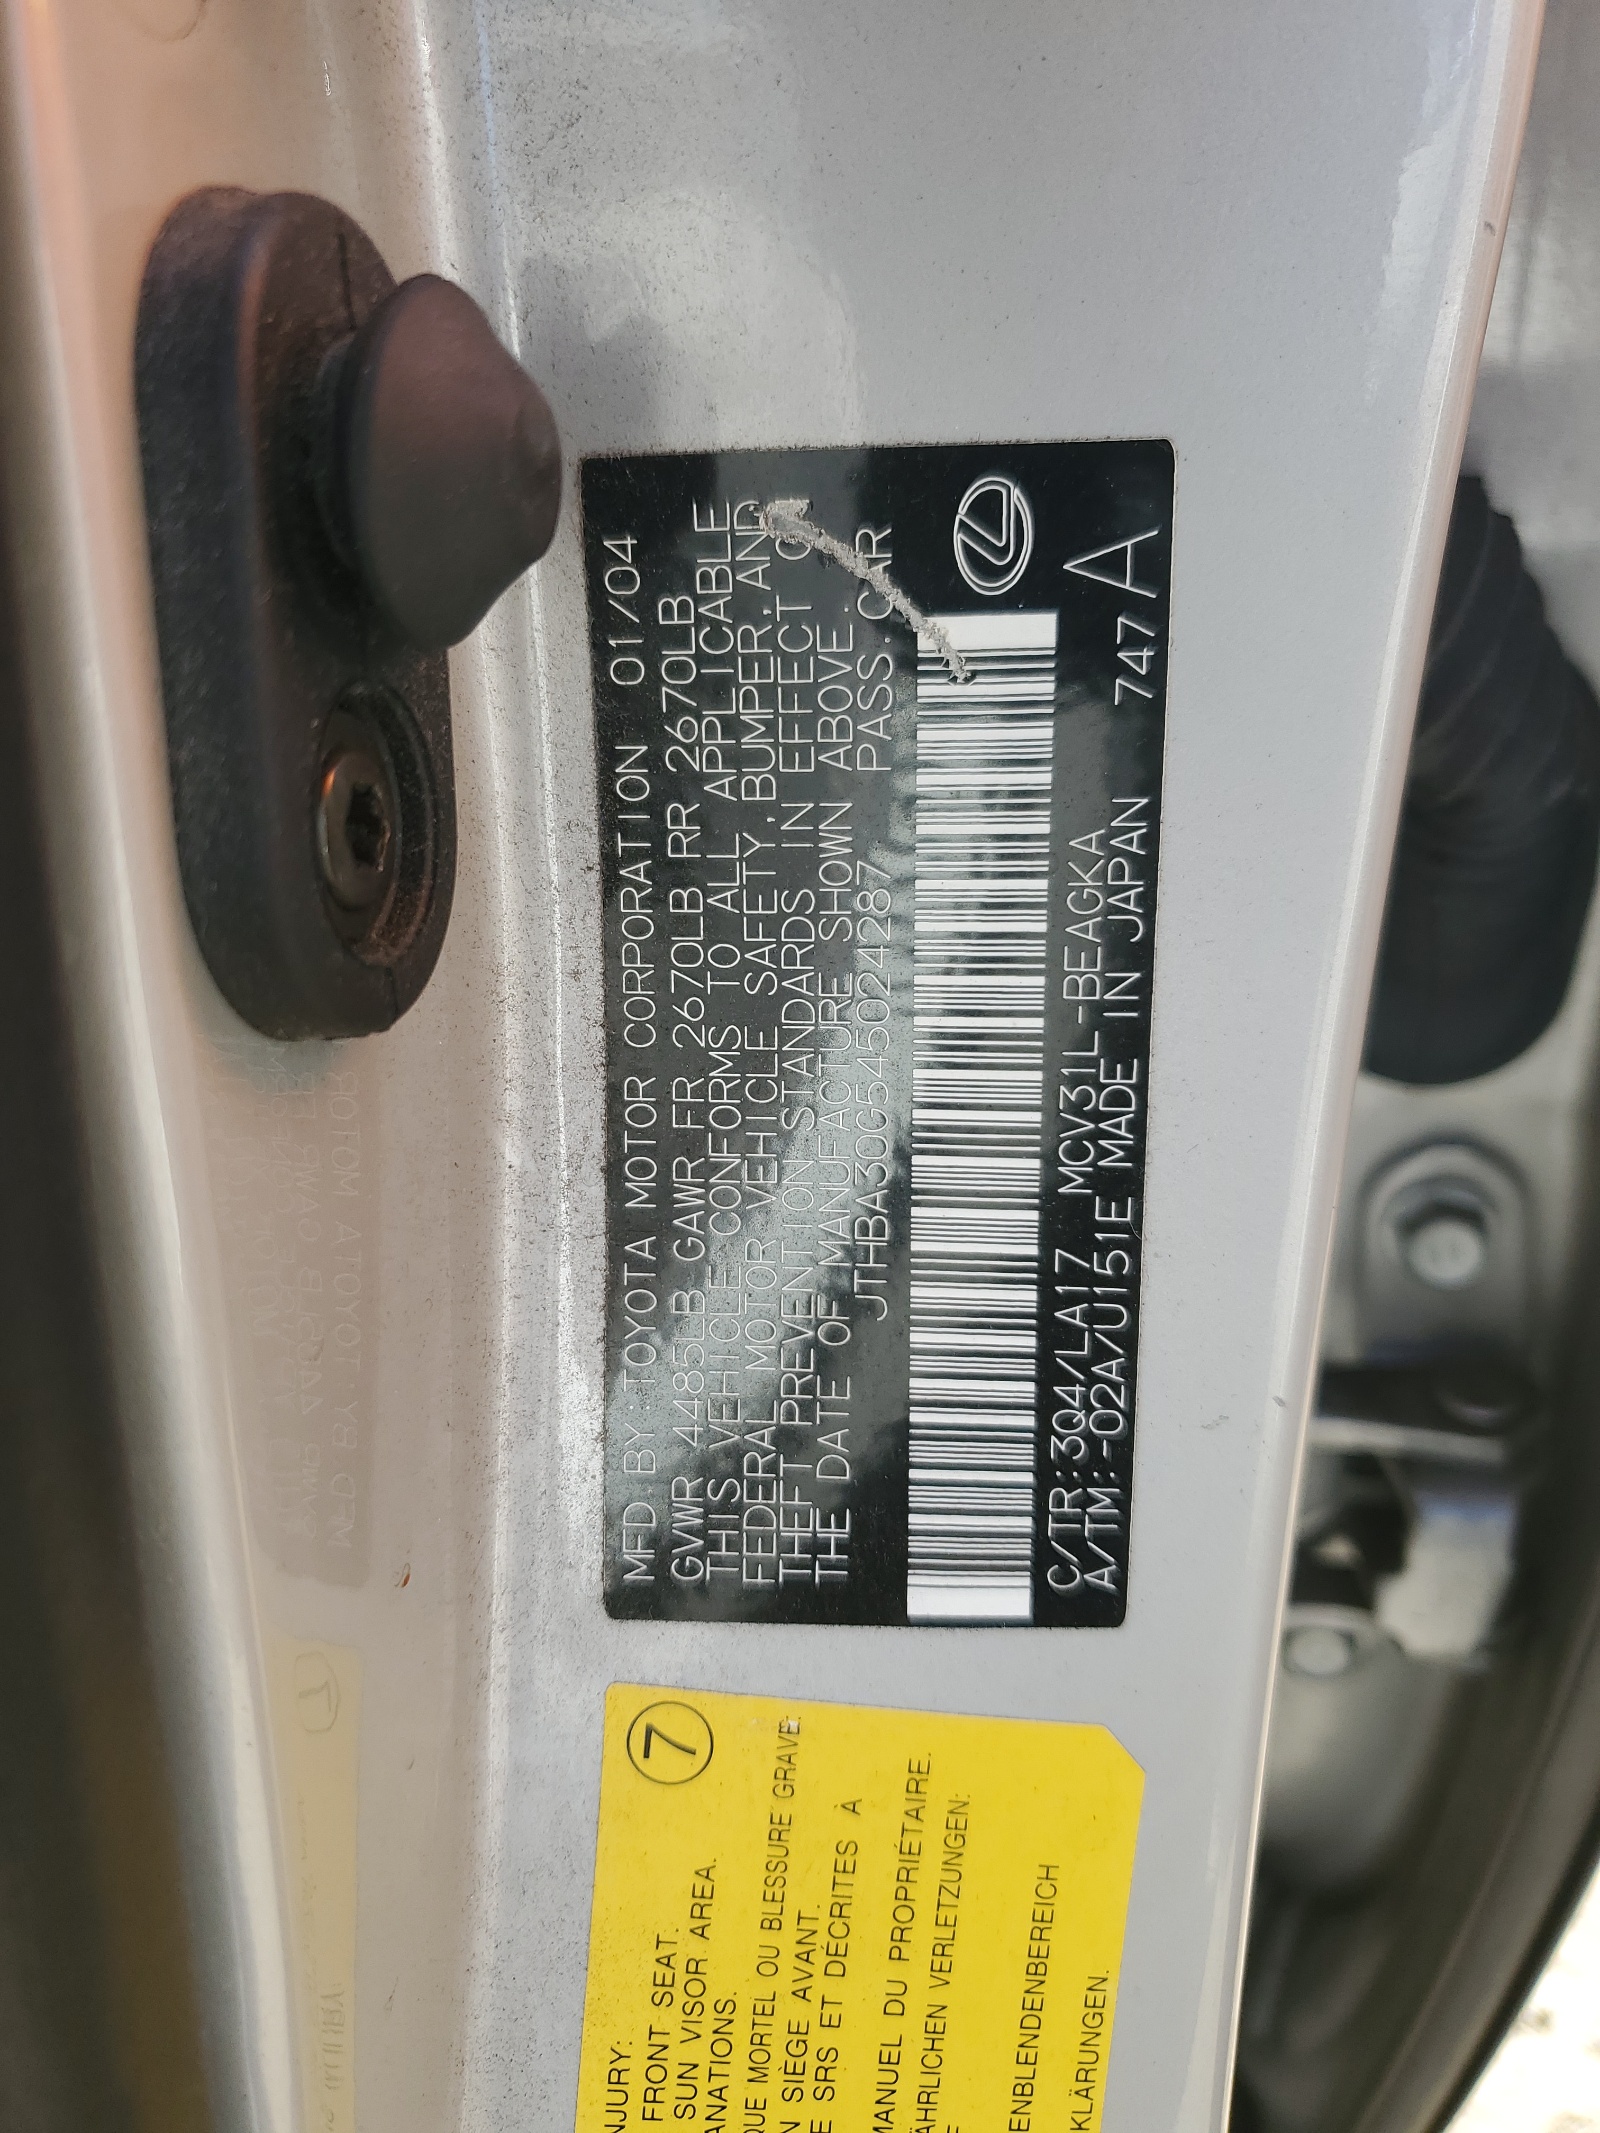 MFD.BY:TOYOTA MOTOR CORPORATION 01/04
GVWR 4485LB GAWR FR 2670LB RR 2670LB
THIS VEHICLE CONFORMS TO ALL APPLICABLE
FEDERAL MOTOR VEHICLE SAFETY,BUMPER,AND
THEFT PREVENTION STANDARDS IN EFFECT
THE DATE OF MANUFACTURE SHOWN ABOVE.
JTHBA30G545024287 PASS.CAR
C/TR:3Q4/LA17 MCV31L-BEAGKA
A/TM:-02A/U151E MADE IN JAPAN 747A
7
NJURY:
FRONT SEAT.
SUN VISOR AREA.
ANATIONS.
QUE MORTEL OU BLESSURE GRAVE:
N SIÈGE AVANT.
E SRS ET DÉCRITES À
MANUEL DU PROPRIÉTAIRE.
ÄHRLICHEN VERLETZUNGEN:
ENBLENDENBEREICH
KLÄRUNGEN.